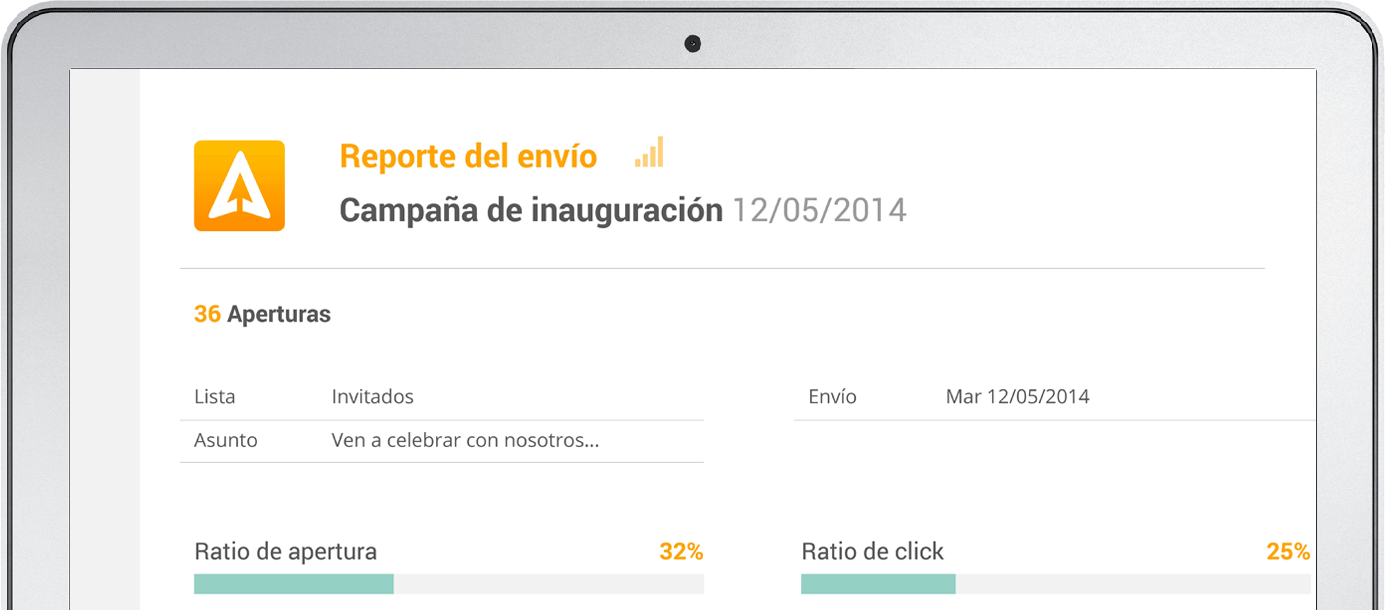 Reporte del envío
Campaña de inauguración 12/05/2014
36 Aperturas
Lista Invitados
Envío Mar 12/05/2014
Asunto Ven a celebrar con nosotros...
Ratio de apertura 32%
Ratio de click 25%